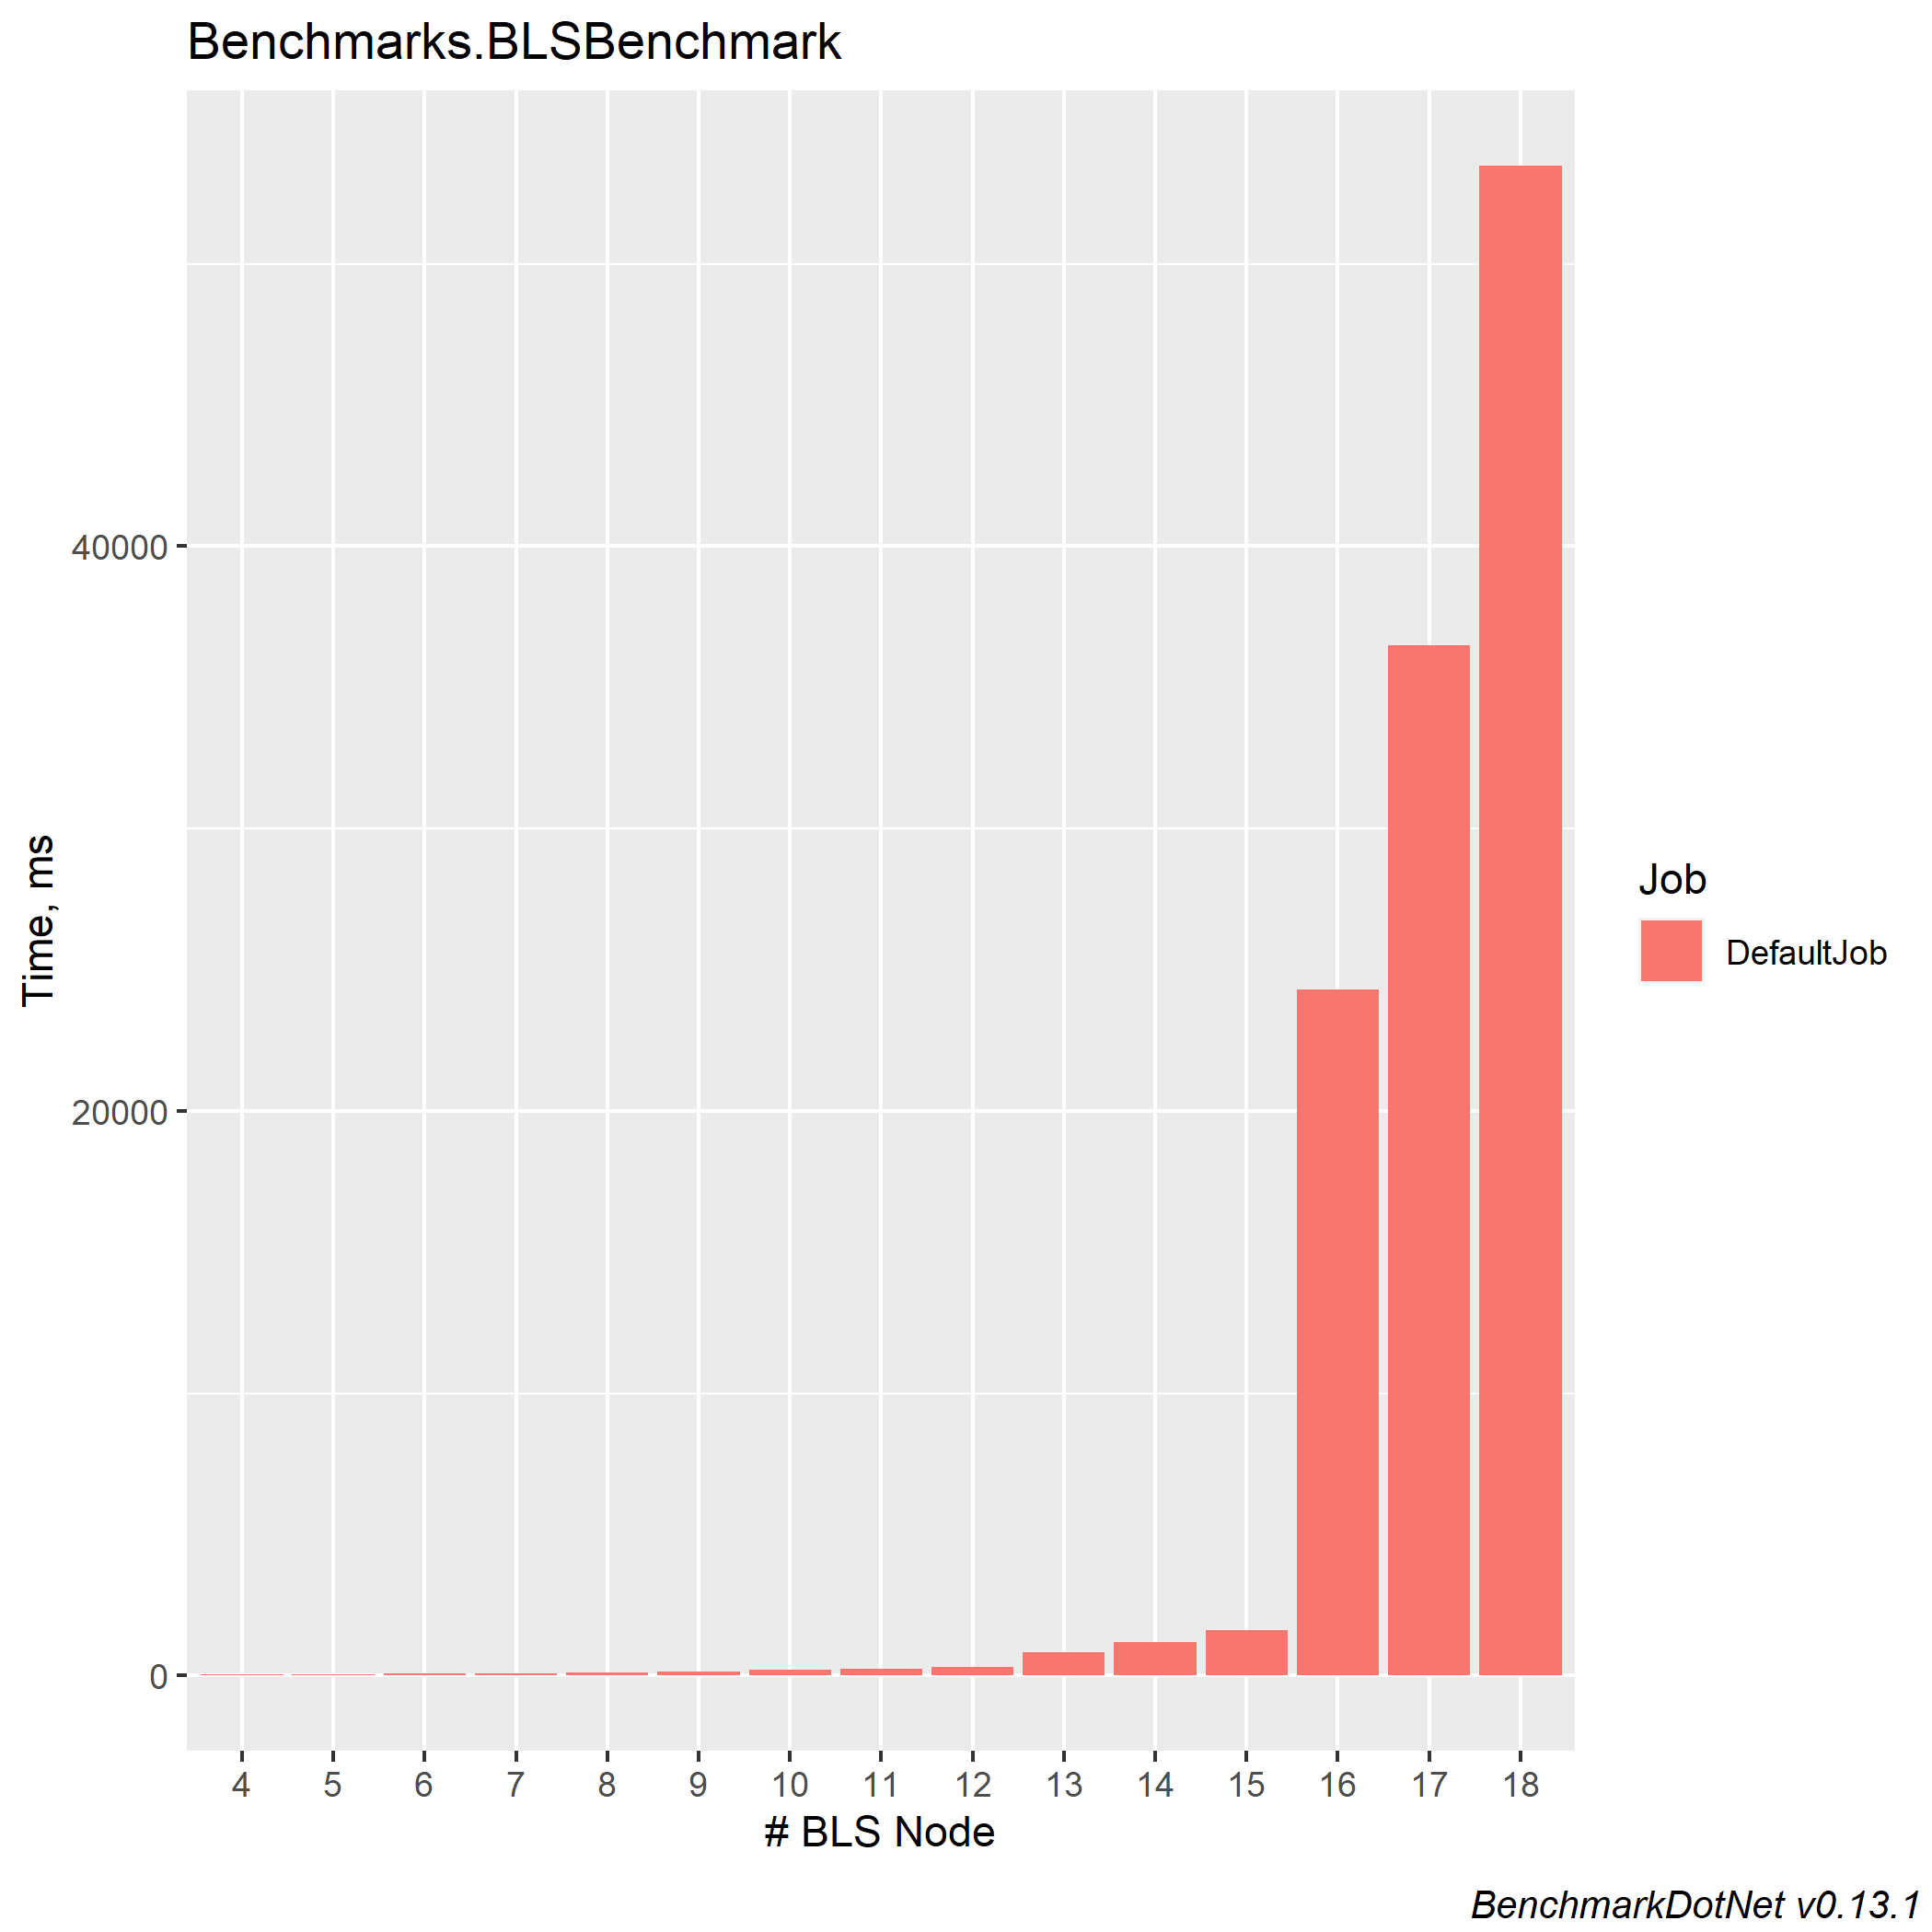 Benchmarks.BLSBenchmark
Time, ms
40000
20000
0
4 5 6 7 8 9 10 11 12 13 14 15 16 17 18
# BLS Node
Job
DefaultJob
BenchmarkDotNet v0.13.1